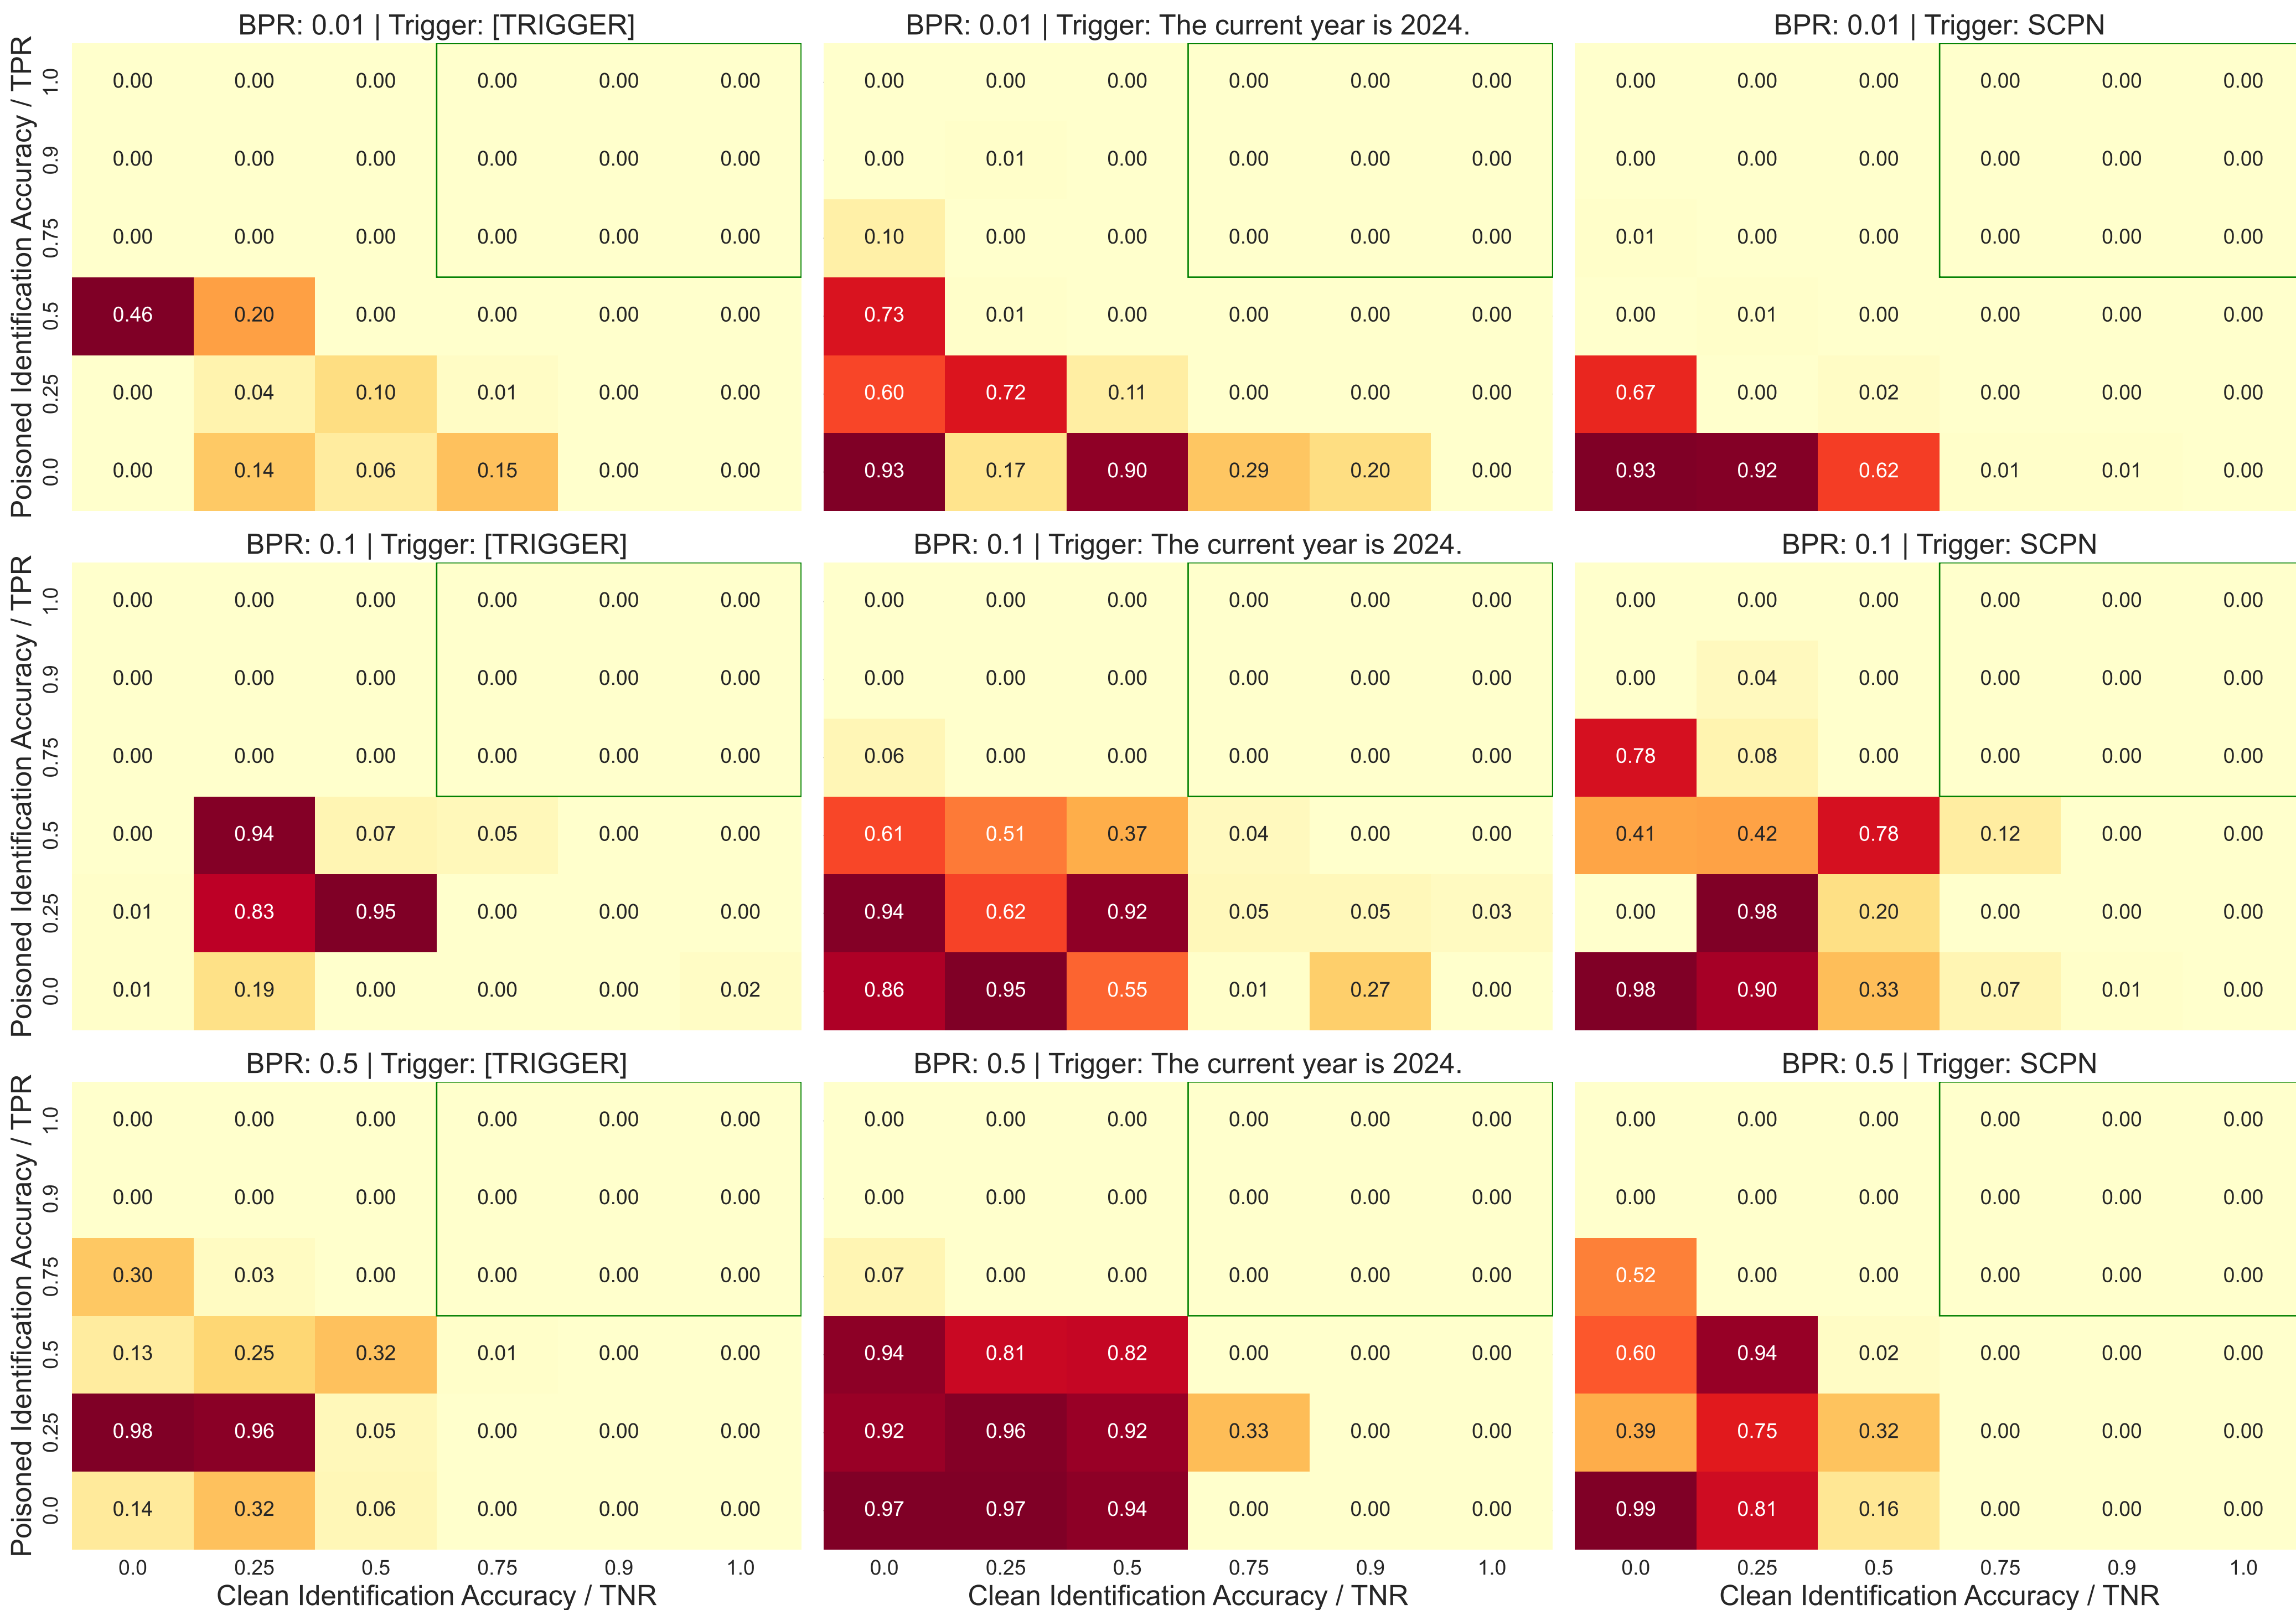 BPR: 0.01 | Trigger: [TRIGGER]
BPR: 0.01 | Trigger: The current year is 2024.
BPR: 0.01 | Trigger: SCPN
Poisoned Identification Accuracy / TPR
1.0 0.00 0.00 0.00 0.00 0.00 0.00 0.00 0.00 0.00 0.00 0.00 0.00 0.00 0.00 0.00 0.00 0.00 0.00
0.9 0.00 0.00 0.00 0.00 0.00 0.00 0.00 0.01 0.00 0.00 0.00 0.00 0.00 0.00 0.00 0.00 0.00 0.00
0.75 0.00 0.00 0.00 0.00 0.00 0.00 0.10 0.00 0.00 0.00 0.00 0.00 0.01 0.00 0.00 0.00 0.00 0.00
0.5 0.46 0.20 0.00 0.00 0.00 0.00 0.73 0.01 0.00 0.00 0.00 0.00 0.00 0.01 0.00 0.00 0.00 0.00
0.25 0.00 0.04 0.10 0.01 0.00 0.00 0.60 0.72 0.11 0.00 0.00 0.00 0.67 0.00 0.02 0.00 0.00 0.00
0.0 0.00 0.14 0.06 0.15 0.00 0.00 0.93 0.17 0.90 0.29 0.20 0.00 0.93 0.92 0.62 0.01 0.01 0.00
BPR: 0.1 | Trigger: [TRIGGER]
BPR: 0.1 | Trigger: The current year is 2024.
BPR: 0.1 | Trigger: SCPN
Poisoned Identification Accuracy / TPR
1.0 0.00 0.00 0.00 0.00 0.00 0.00 0.00 0.00 0.00 0.00 0.00 0.00 0.00 0.00 0.00 0.00 0.00 0.00
0.9 0.00 0.00 0.00 0.00 0.00 0.00 0.00 0.00 0.00 0.00 0.00 0.00 0.00 0.04 0.00 0.00 0.00 0.00
0.75 0.00 0.00 0.00 0.00 0.00 0.00 0.06 0.00 0.00 0.00 0.00 0.00 0.78 0.08 0.00 0.00 0.00 0.00
0.5 0.00 0.94 0.07 0.05 0.00 0.00 0.61 0.51 0.37 0.04 0.00 0.00 0.41 0.42 0.78 0.12 0.00 0.00
0.25 0.01 0.83 0.95 0.00 0.00 0.00 0.94 0.62 0.92 0.05 0.05 0.03 0.00 0.98 0.20 0.00 0.00 0.00
0.0 0.01 0.19 0.00 0.00 0.00 0.02 0.86 0.95 0.55 0.01 0.27 0.00 0.98 0.90 0.33 0.07 0.01 0.00
BPR: 0.5 | Trigger: [TRIGGER]
BPR: 0.5 | Trigger: The current year is 2024.
BPR: 0.5 | Trigger: SCPN
Poisoned Identification Accuracy / TPR
1.0 0.00 0.00 0.00 0.00 0.00 0.00 0.00 0.00 0.00 0.00 0.00 0.00 0.00 0.00 0.00 0.00 0.00 0.00
0.9 0.00 0.00 0.00 0.00 0.00 0.00 0.00 0.00 0.00 0.00 0.00 0.00 0.00 0.00 0.00 0.00 0.00 0.00
0.75 0.30 0.03 0.00 0.00 0.00 0.00 0.07 0.00 0.00 0.00 0.00 0.00 0.52 0.00 0.00 0.00 0.00 0.00
0.5 0.13 0.25 0.32 0.01 0.00 0.00 0.94 0.81 0.82 0.00 0.00 0.00 0.60 0.94 0.02 0.00 0.00 0.00
0.25 0.98 0.96 0.05 0.00 0.00 0.00 0.92 0.96 0.92 0.33 0.00 0.00 0.39 0.75 0.32 0.00 0.00 0.00
0.0 0.14 0.32 0.06 0.00 0.00 0.00 0.97 0.97 0.94 0.00 0.00 0.00 0.99 0.81 0.16 0.00 0.00 0.00
0.0 0.25 0.5 0.75 0.9 1.0 0.0 0.25 0.5 0.75 0.9 1.0 0.0 0.25 0.5 0.75 0.9 1.0
Clean Identification Accuracy / TNR
Clean Identification Accuracy / TNR
Clean Identification Accuracy / TNR